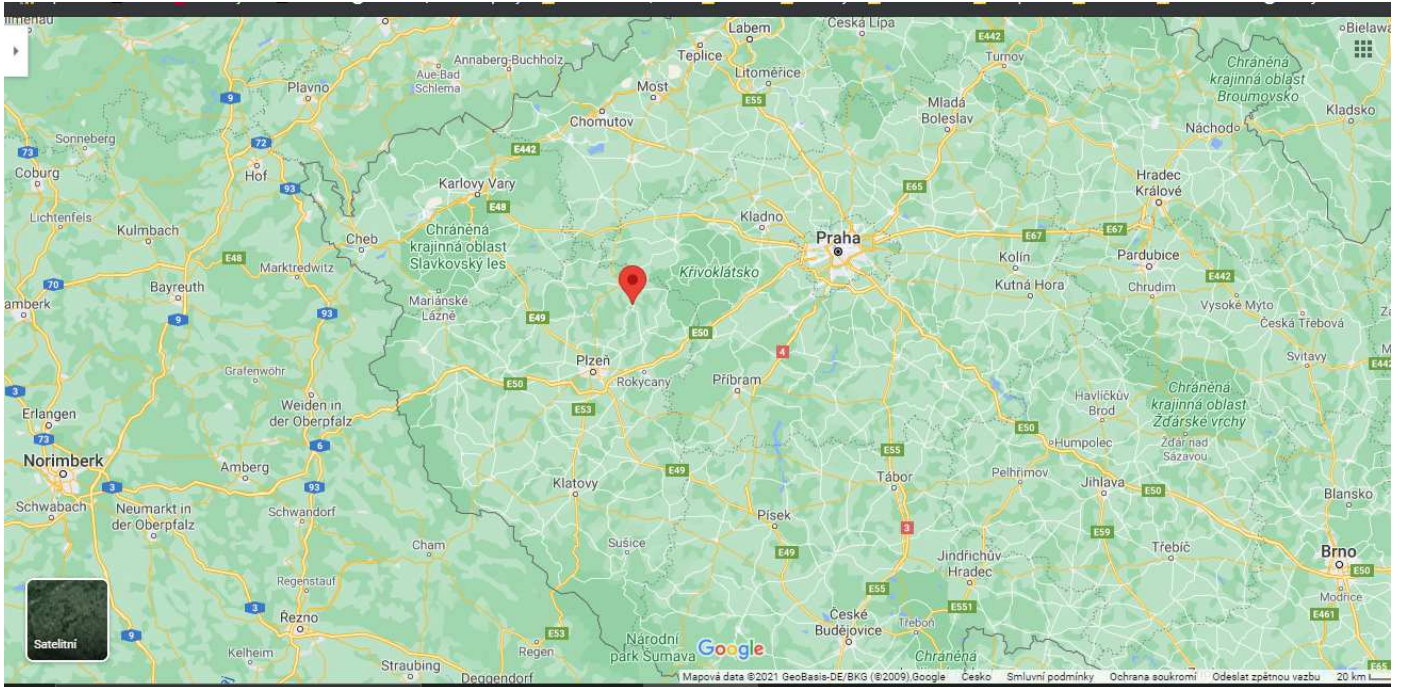 Labem
Česká Lípa
E442
Bielawa
Teplice
Turnov
Chráněná
krajinná oblast
Broumovsko
Annaberg-Buchholz
Aue-Bad
Schlema
Plavno
9
Most
Litoměřice
E55
Mladá
Boleslav
Kladsko
Chomutov
Náchod
Sonneberg
73
72
E442
Coburg
Hof
93
Karlovy Vary
E48
E65
Hradec
Králové
Lichtenfels
Kulmbach
Cheb
Chráněná
krajinná oblast
Slavkovský les
Kladno
Praha
E67
E67
E48
Marktredwitz
Křivoklátsko
Kolín
Pardubice
70
Bayreuth
Kutná Hora
Chrudim
E442
amberk
Mariánské
Lázně
93
9
E49
E50
Vysoké Mýto
Česká Třebová
4
Plzeň
Grafenwöhr
E50
Rokycany
Příbram
Svitavy
E442
3
Weiden in
der Oberpfalz
E53
Havlíčkův
Brod
Chráněná
krajinná oblast
Žďárské vrchy
Erlangen
73
6
E50
Humpolec
Žďár nad
Sázavou
E55
Norimberk
Amberg
E49
Tábor
Pelhřimov
Jihlava
3
93
Klatovy
E50
Blansko
Schwabach
Neumarkt in
der Oberpfalz
Schwandorf
Písek
3
E59
Cham
Sušice
E49
Třebíč
Jindřichův
Hradec
Brno
E50
Regenstauf
E55
Modřice
3
Řezno
České
Budějovice
E551
Třeboň
E461
Satelitní
9
E53
Kelheim
Regen
Národní
park Šumava
Google
Chráněná
E65
Straubing
Deggendorf
Mapová data ©2021 GeoBasis-DE/BKG (©2009),Google Česko Smluvní podmínky Ochrana soukromí Odeslat zpětnou vazbu 20 km